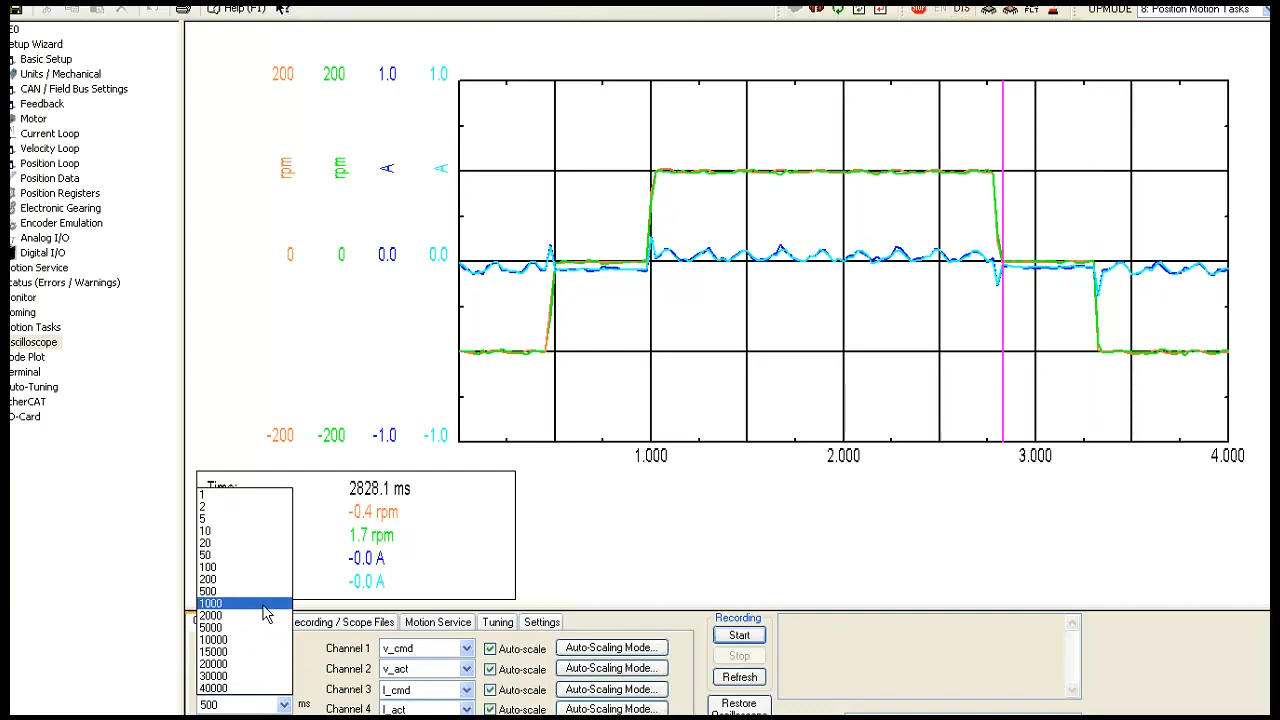 Help (F1) ?
EN DIS FLT OPMODE 8: Position Motion Tasks
EO
etup Wizard
Basic Setup
Units / Mechanical
CAN / Field Bus Settings
Feedback
Motor
Current Loop
Velocity Loop
Position Loop
Position Data
Position Registers
Electronic Gearing
Encoder Emulation
Analog I/O
Digital I/O
otion Service
tatus (Errors / Warnings)
onitor
oming
otion Tasks
scilloscope
ode Plot
erminal
uto-Tuning
therCAT
O-Card
200 200 1.0 1.0
rpm rpm A A
0 0 0.0 0.0
-200 -200 -1.0 -1.0
1.000 2.000 3.000 4.000
Time: 2828.1 ms
-0.4 rpm
1.7 rpm
-0.0 A
-0.0 A
1
2
5
10
20
50
100
200
500
1000
2000
5000
10000
15000
20000
30000
40000
500 ms
ecording / Scope Files Motion Service Tuning Settings
Channel 1 v_cmd Auto-scale Auto-Scaling Mode...
Channel 2 v_act Auto-scale Auto-Scaling Mode...
Channel 3 I_cmd Auto-scale Auto-Scaling Mode...
Channel 4 I_act Auto-scale Auto-Scaling Mode...
Recording
Start
Stop
Refresh
Restore